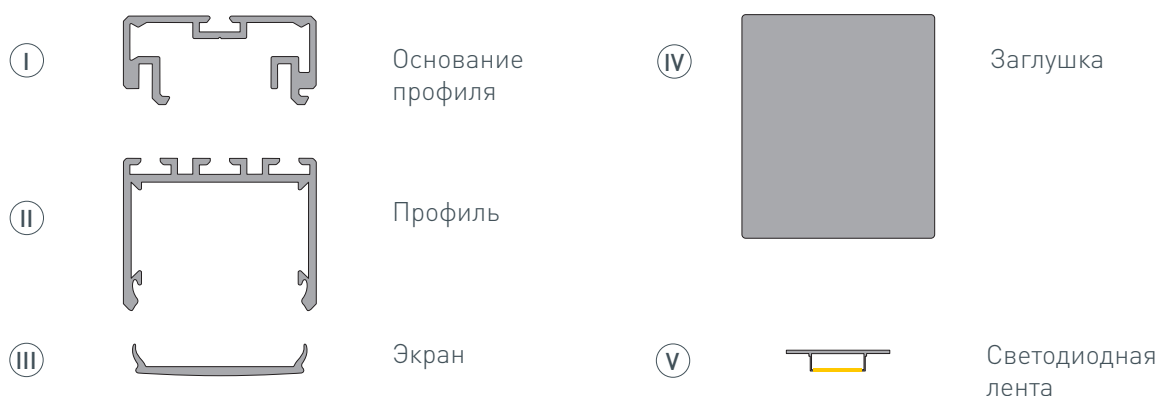 I
Основание
профиля
II
Профиль
III
Экран
IV
Заглушка
V
Светодиодная
лента